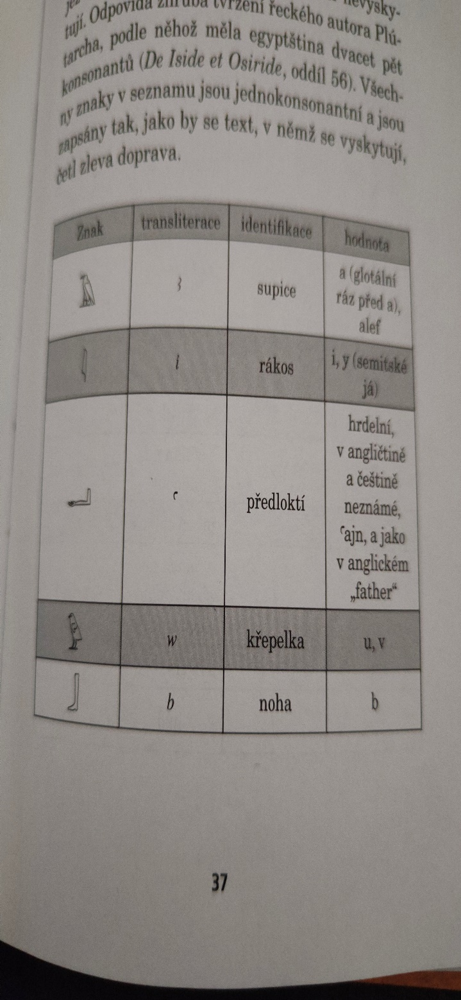 nevysky-
tují. Odpovídá zhruba tvrzení řeckého autora Plú-
tarcha, podle něhož měla egyptština dvacet pět
konsonantů (De Iside et Osiride, oddíl 56). Všech-
ny znaky v seznamu jsou jednokonsonantní a jsou
zapsány tak, jako by se text, v němž se vyskytují,
četl zleva doprava.
Znak transliterace identifikace hodnota
ꜣ supice a (glotální
ráz před a),
alef
i rákos i, y (semitské
já)
ꜥ předloktí hrdelní,
v angličtině
a češtině
neznámé,
ꜥajn, a jako
v anglickém
„father“
w křepelka u, v
b noha b
37